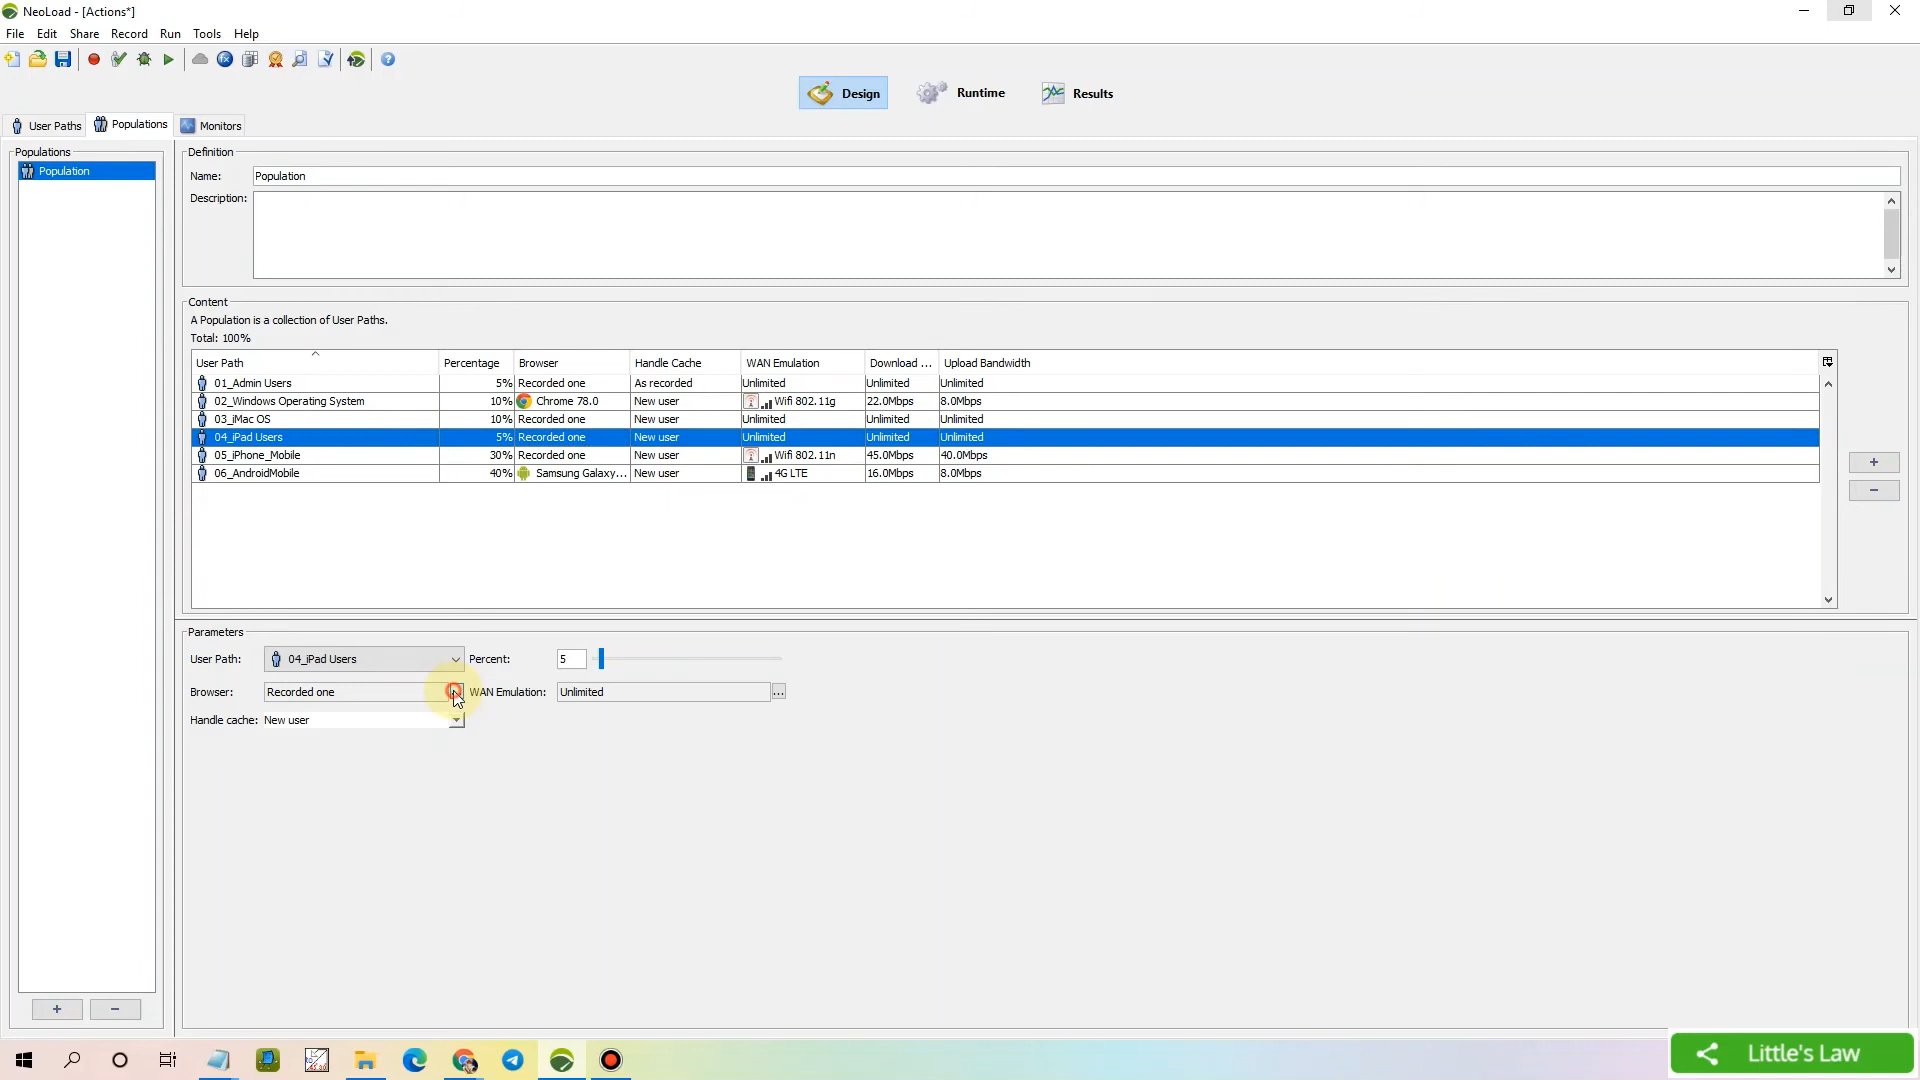 NeoLoad - [Actions*]
File Edit Share Record Run Tools Help
Design Runtime Results
User Paths Populations Monitors
Populations
Population
Definition
Name: Population
Description:
Content
A Population is a collection of User Paths.
Total: 100%
User Path Percentage Browser Handle Cache WAN Emulation Download ... Upload Bandwidth
01_Admin Users 5% Recorded one As recorded Unlimited Unlimited Unlimited
02_Windows Operating System 10% Chrome 78.0 New user Wifi 802.11g 22.0Mbps 8.0Mbps
03_iMac OS 10% Recorded one New user Unlimited Unlimited Unlimited
04_iPad Users 5% Recorded one New user Unlimited Unlimited Unlimited
05_iPhone_Mobile 30% Recorded one New user Wifi 802.11n 45.0Mbps 40.0Mbps
06_AndroidMobile 40% Samsung Galaxy... New user 4G LTE 16.0Mbps 8.0Mbps
Parameters
User Path: 04_iPad Users Percent: 5
Browser: Recorded one WAN Emulation: Unlimited ...
Handle cache: New user
Little's Law